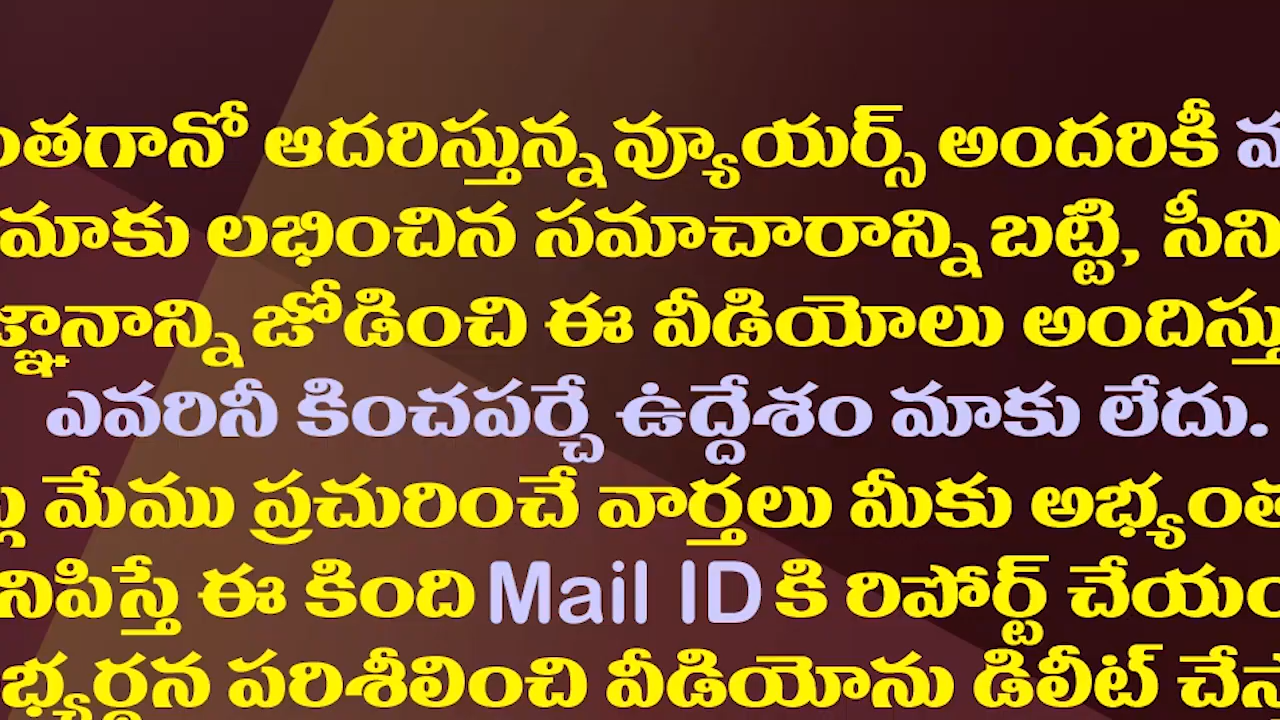 ంతగానో ఆదరిస్తున్న వ్యూయర్స్ అందరికీ
మాకు లభించిన సమాచారాన్ని బట్టి, సీని
జ్ఞానాన్ని జోడించి ఈ వీడియోలు అందిస్తు
ఎవరినీ కించపర్చే ఉద్దేశం మాకు లేదు.
మేము ప్రచురించే వార్తలు మీకు అభ్యంత
నిపిస్తే ఈ కింది Mail ID కి రిపోర్ట్ చేయం
భ్యర్థన పరిశీలించి వీడియోను డిలీట్ చేస